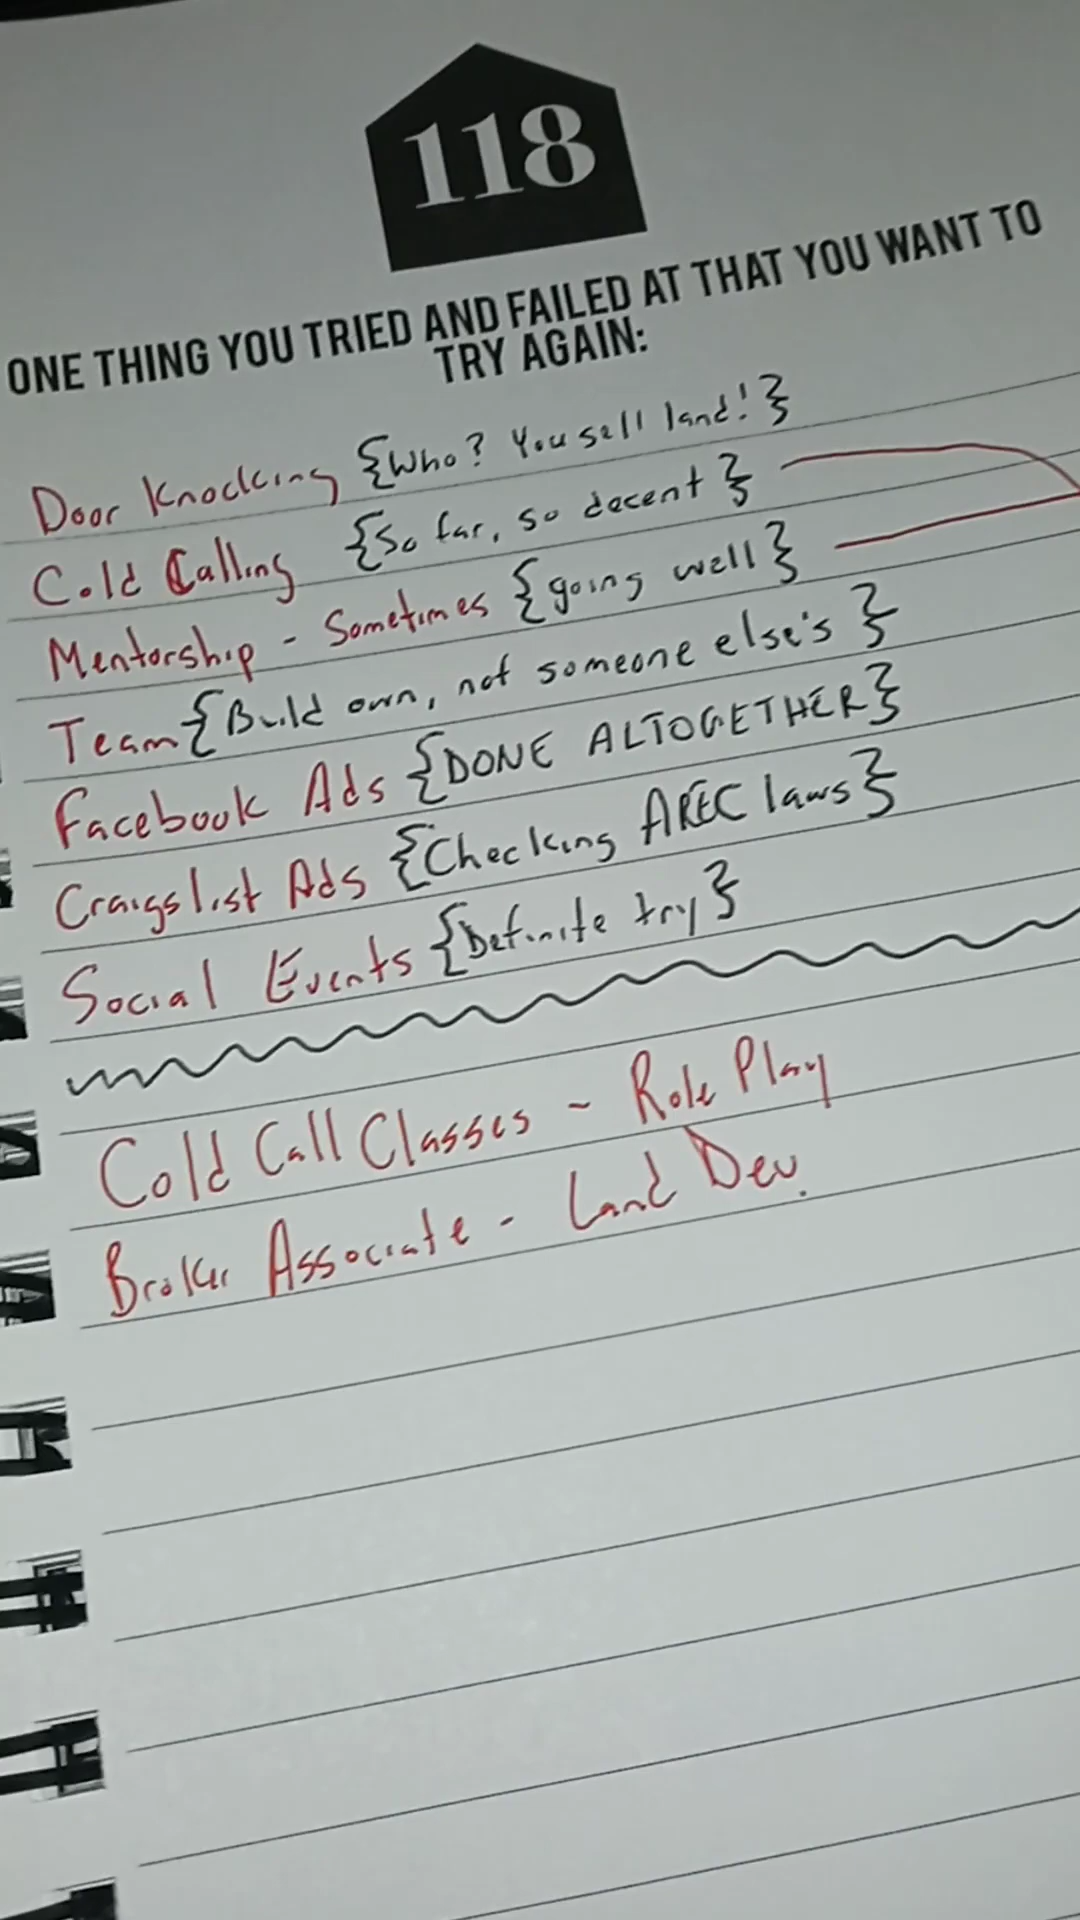 118
ONE THING YOU TRIED AND FAILED AT THAT YOU WANT TO
TRY AGAIN:
Door Knocking {Who? You sell land!}
Cold Calling {So far, so decent}
Mentorship - Sometimes {going well}
Team {Build own, not someone else's}
Facebook Ads {DONE ALTOGETHER}
Craigslist Ads {Checking AREC laws}
Social Events {Definite try}
Cold Call Classes ~ Role Play
Broker Associate - Land Dev.